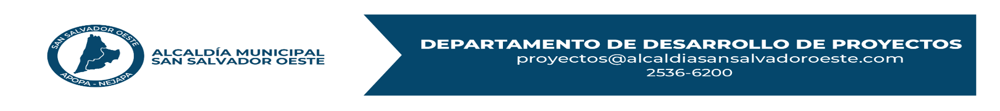 SAN SALVADOR OESTE
APOPA - NEJAPA
ALCALDÍA MUNICIPAL
SAN SALVADOR OESTE
DEPARTAMENTO DE DESARROLLO DE PROYECTOS
proyectos@alcaldiasansalvadoroeste.com
2536-6200